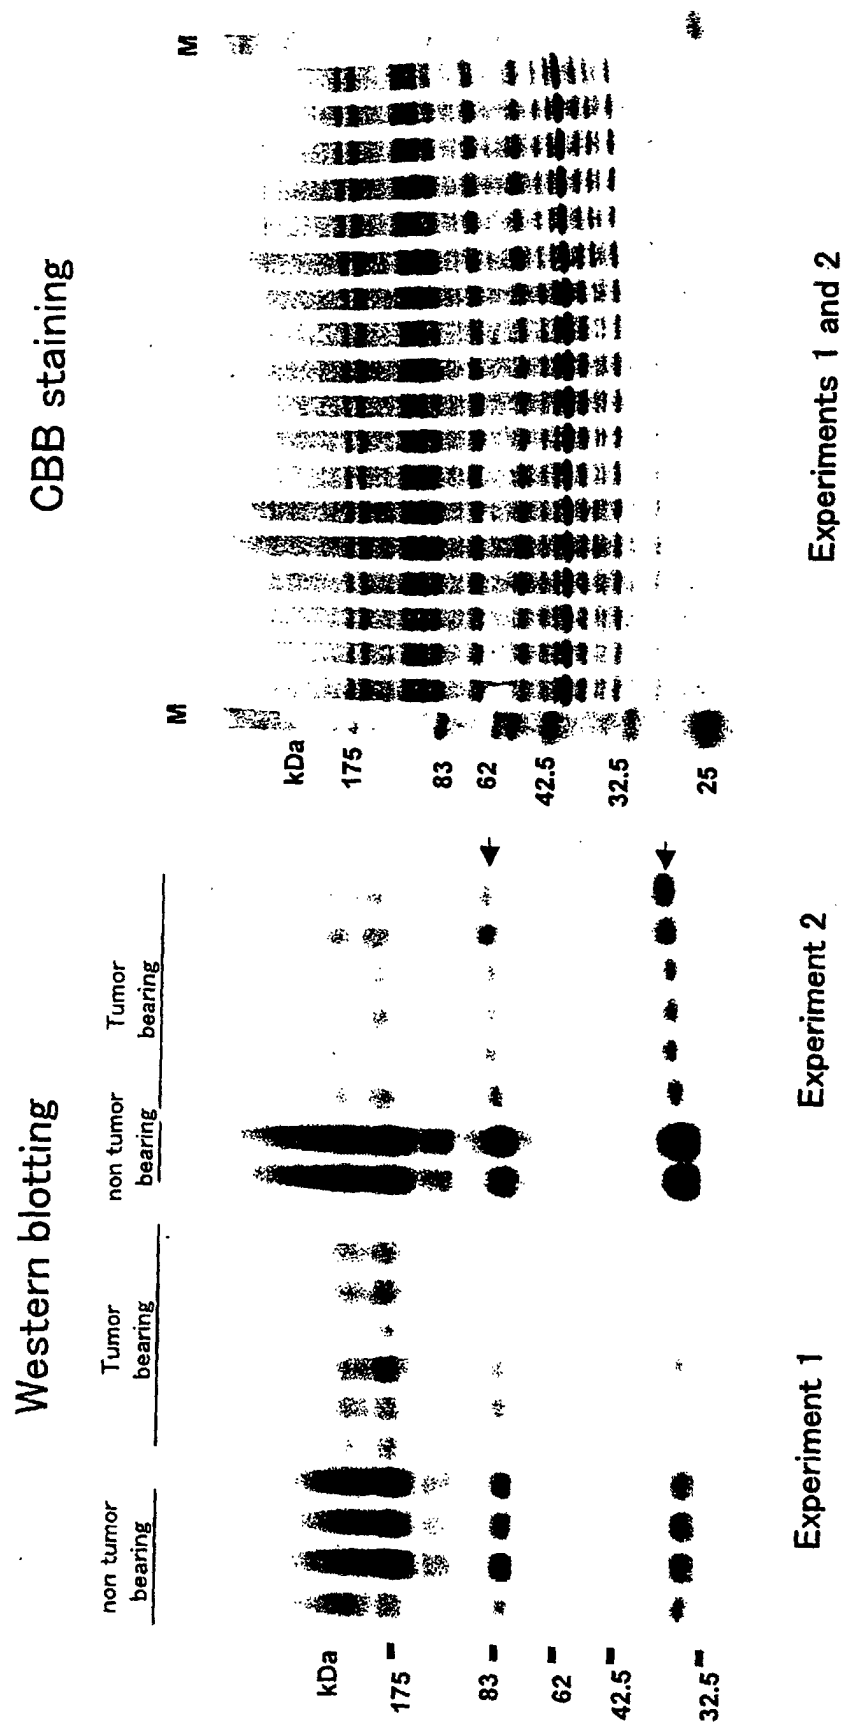 Western blotting
non tumor
bearing
Tumor
bearing
non tumor
bearing
Tumor
bearing
kDa
175
83
62
42.5
32.5
Experiment 1
Experiment 2
CBB staining
M
M
kDa
175
83
62
42.5
32.5
25
Experiments 1 and 2